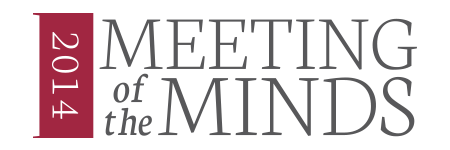 2014
MEETING
of the MINDS